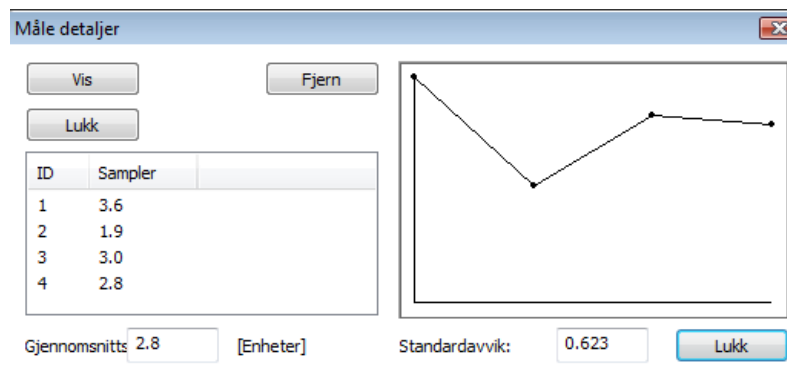 Måle detaljer
Vis Fjern
Lukk
ID Sampler
1 3.6
2 1.9
3 3.0
4 2.8
Gjennomsnitts 2.8 [Enheter] Standardavvik: 0.623 Lukk